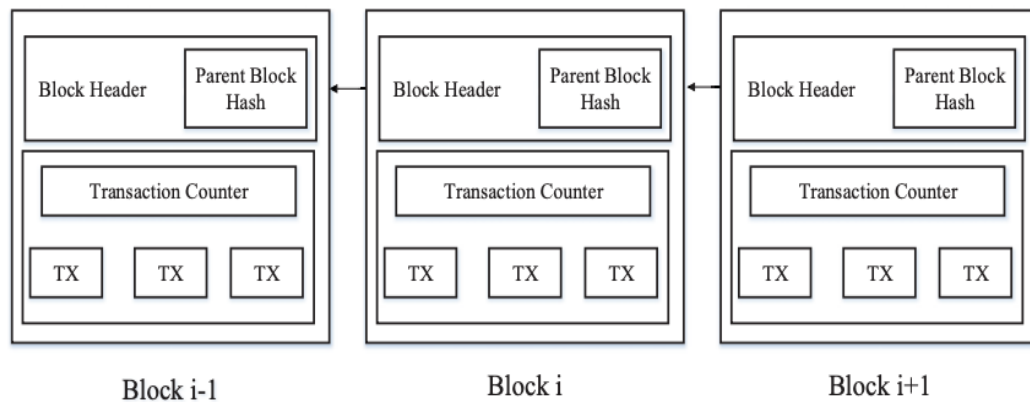 Block Header
Parent Block
Hash
Transaction Counter
TX TX TX
Block i-1
Block Header
Parent Block
Hash
Transaction Counter
TX TX TX
Block i
Block Header
Parent Block
Hash
Transaction Counter
TX TX TX
Block i+1